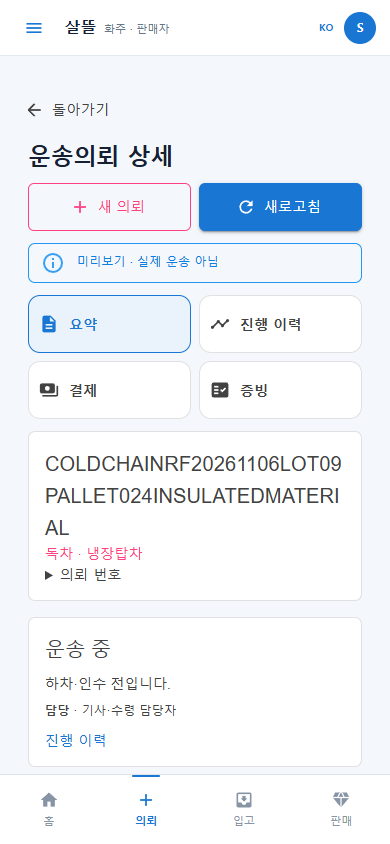 살뜰 화주 · 판매자 KO S
돌아가기
운송의뢰 상세
새 의뢰 새로고침
미리보기 · 실제 운송 아님
요약 진행 이력
결제 증빙
COLDCHAINRF20261106LOT09
PALLET024INSULATEDMATERI
AL
독차 · 냉장탑차
▶ 의뢰 번호
운송 중
하차·인수 전입니다.
담당 · 기사·수령 담당자
진행 이력
홈 의뢰 입고 판매